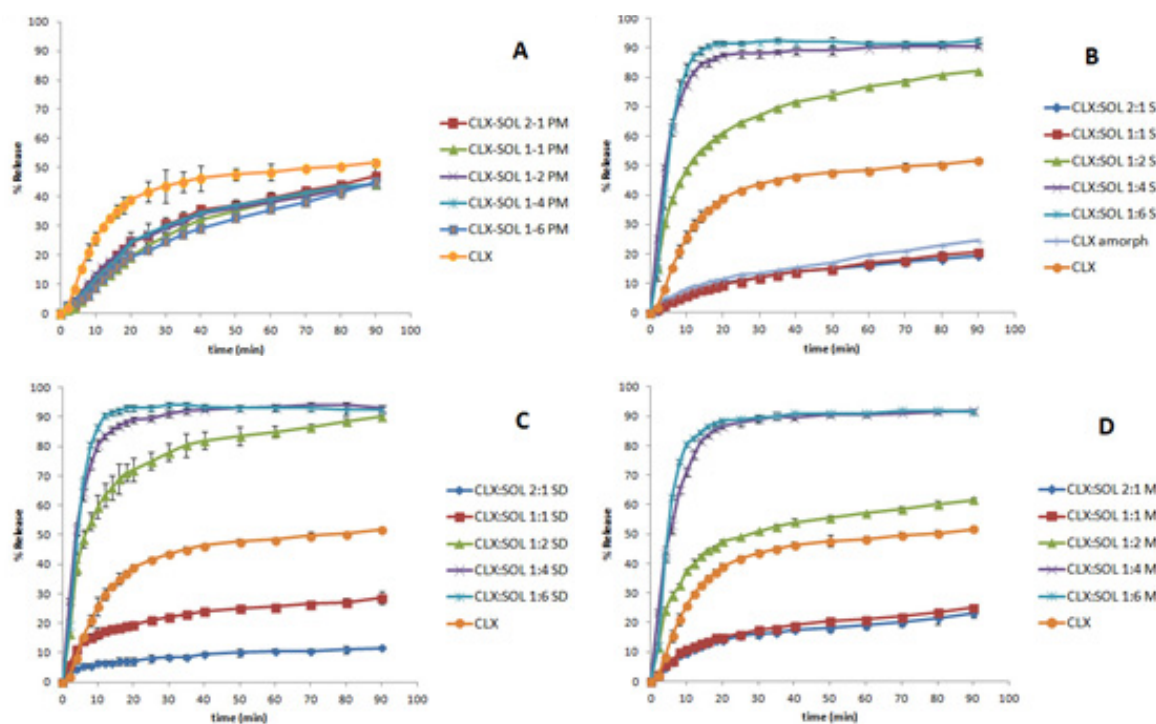 A
% Release
100
90
80
70
60
50
40
30
20
10
0
0 10 20 30 40 50 60 70 80 90 100
time (min)
CLX-SOL 2-1 PM
CLX-SOL 1-1 PM
CLX-SOL 1-2 PM
CLX-SOL 1-4 PM
CLX-SOL 1-6 PM
CLX
B
% Release
100
90
80
70
60
50
40
30
20
10
0
0 10 20 30 40 50 60 70 80 90 100
time (min)
CLX:SOL 2:1 S
CLX:SOL 1:1 S
CLX:SOL 1:2 S
CLX:SOL 1:4 S
CLX:SOL 1:6 S
CLX amorph
CLX
C
% Release
100
90
80
70
60
50
40
30
20
10
0
0 10 20 30 40 50 60 70 80 90 100
time (min)
CLX:SOL 2:1 SD
CLX:SOL 1:1 SD
CLX:SOL 1:2 SD
CLX:SOL 1:4 SD
CLX:SOL 1:6 SD
CLX
D
% Release
100
90
80
70
60
50
40
30
20
10
0
0 10 20 30 40 50 60 70 80 90 100
time (min)
CLX:SOL 2:1 M
CLX:SOL 1:1 M
CLX:SOL 1:2 M
CLX:SOL 1:4 M
CLX:SOL 1:6 M
CLX